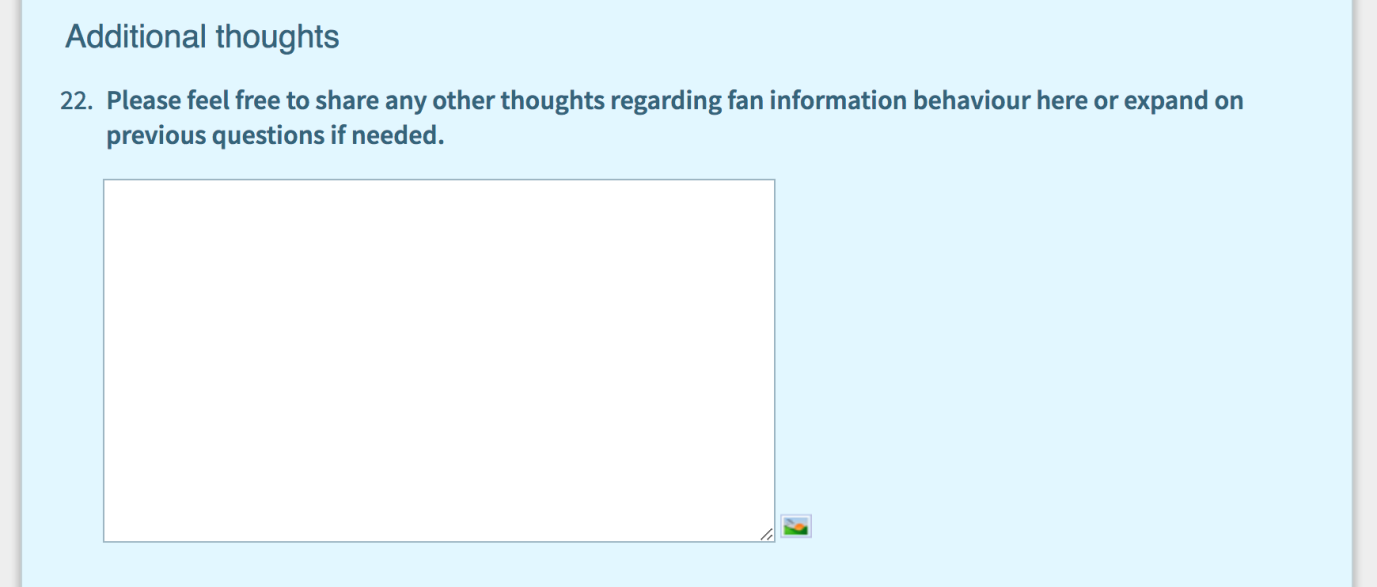 Additional thoughts
22. Please feel free to share any other thoughts regarding fan information behaviour here or expand on
previous questions if needed.